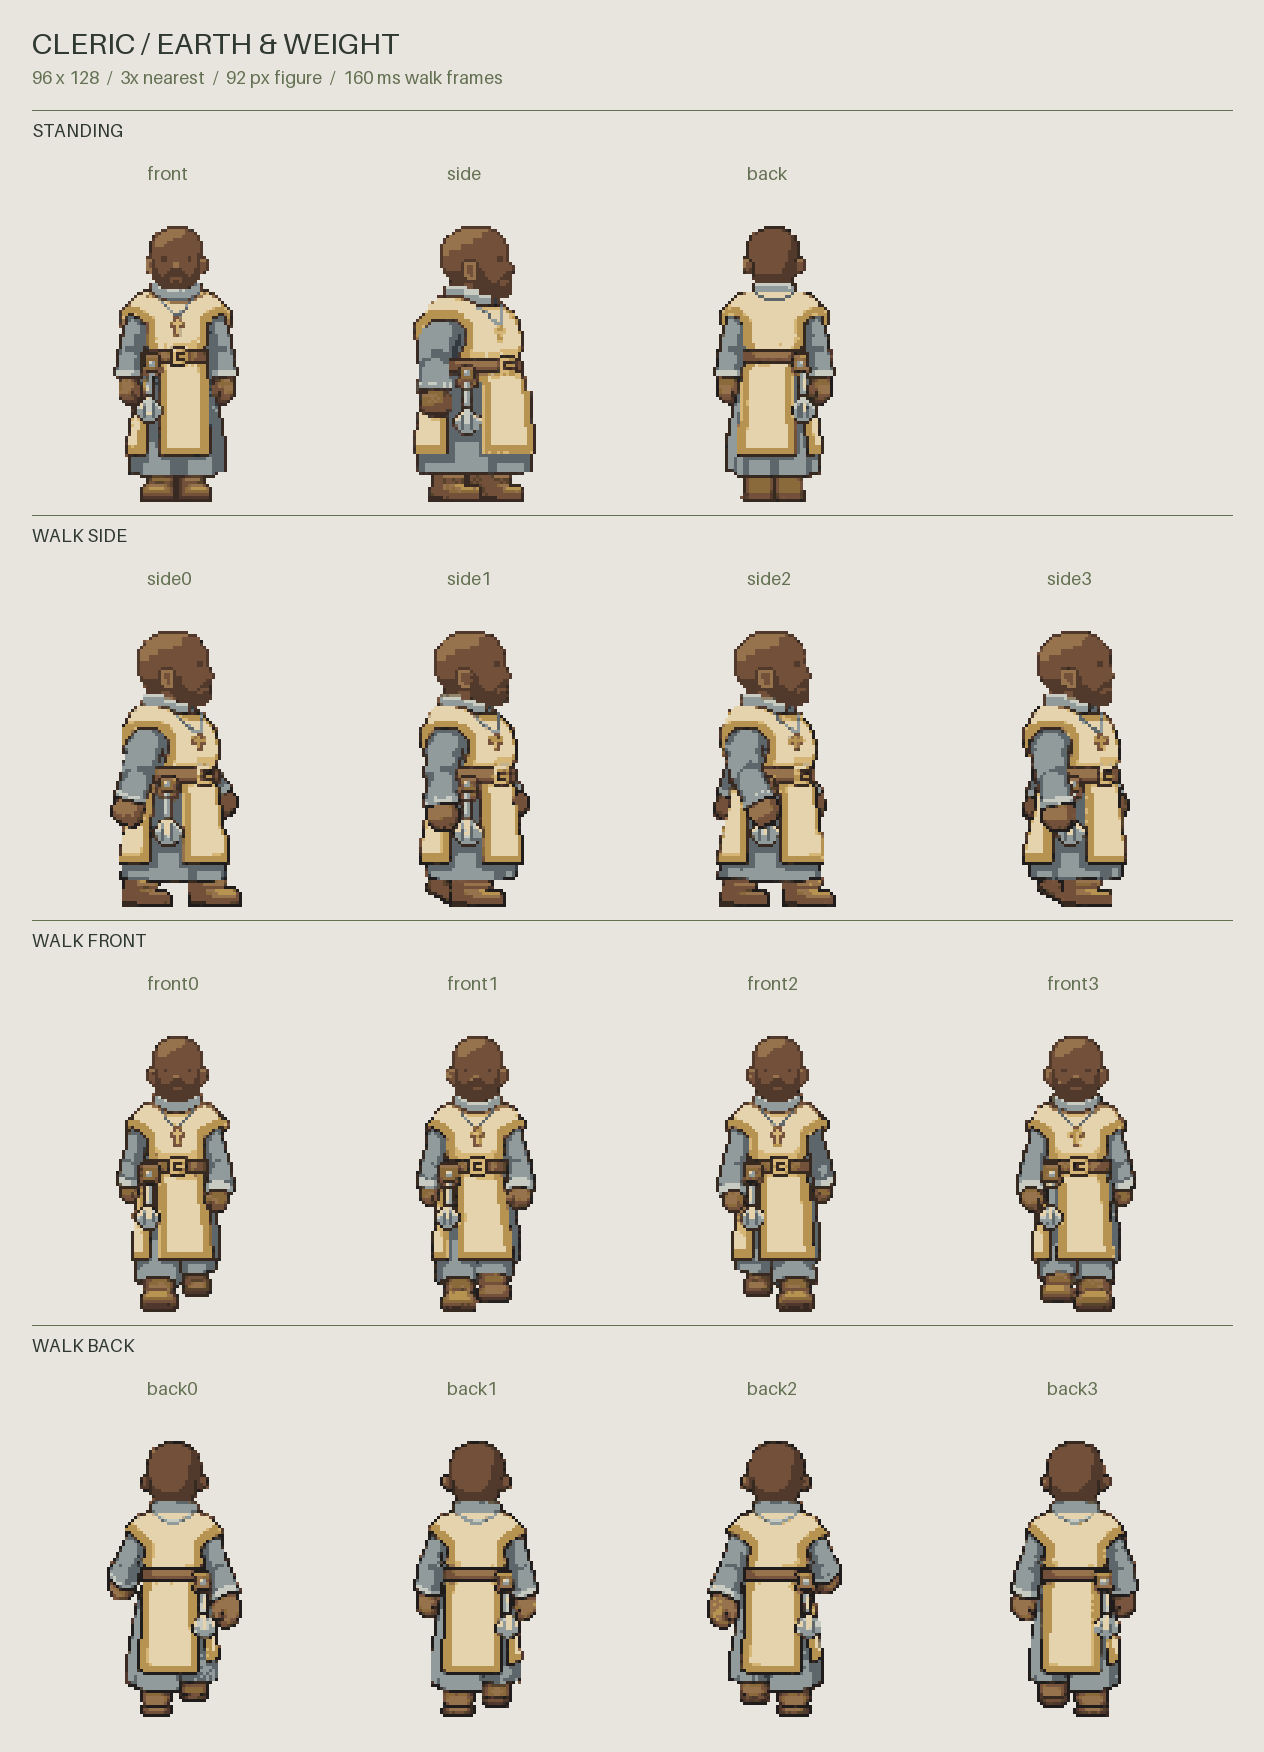 CLERIC / EARTH & WEIGHT
96 x 128 / 3x nearest / 92 px figure / 160 ms walk frames
STANDING
front side back
WALK SIDE
side0 side1 side2 side3
WALK FRONT
front0 front1 front2 front3
WALK BACK
back0 back1 back2 back3